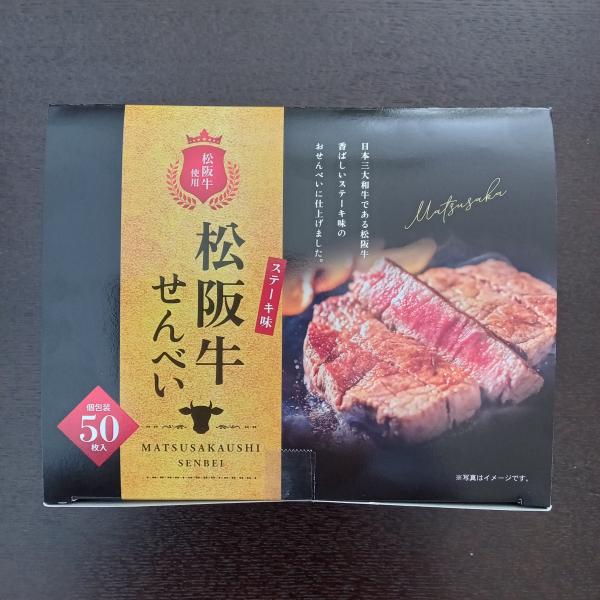 松阪牛
使用
松阪牛
せんべい
ステーキ味
日本三大和牛である松阪牛
香ばしいステーキ味の
おせんべいに仕上げました。
Matsusaka
個包装
50
枚入
MATSUSAKAUSHI
SENBEI
※写真はイメージです。